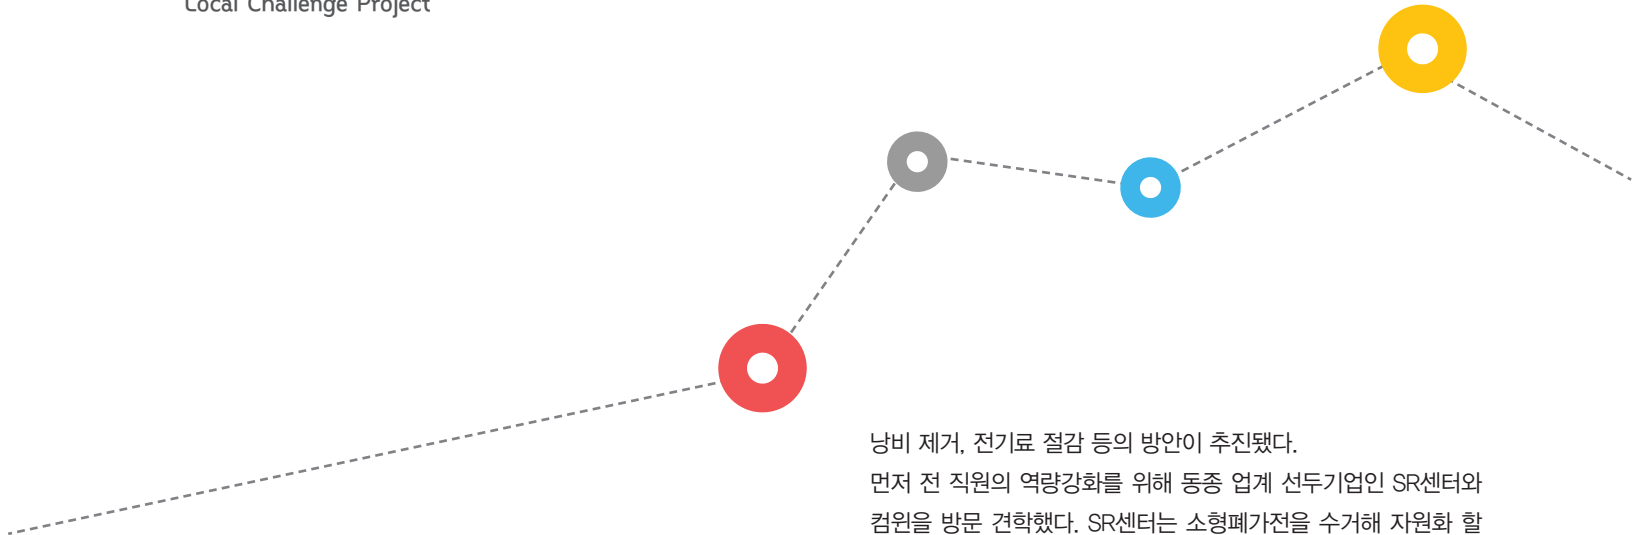 Local Challenge Project
낭비 제거, 전기료 절감 등의 방안이 추진됐다.
먼저 전 직원의 역량강화를 위해 동종 업계 선두기업인 SR센터와
컴윈을 방문 견학했다. SR센터는 소형폐가전을 수거해 자원화 할